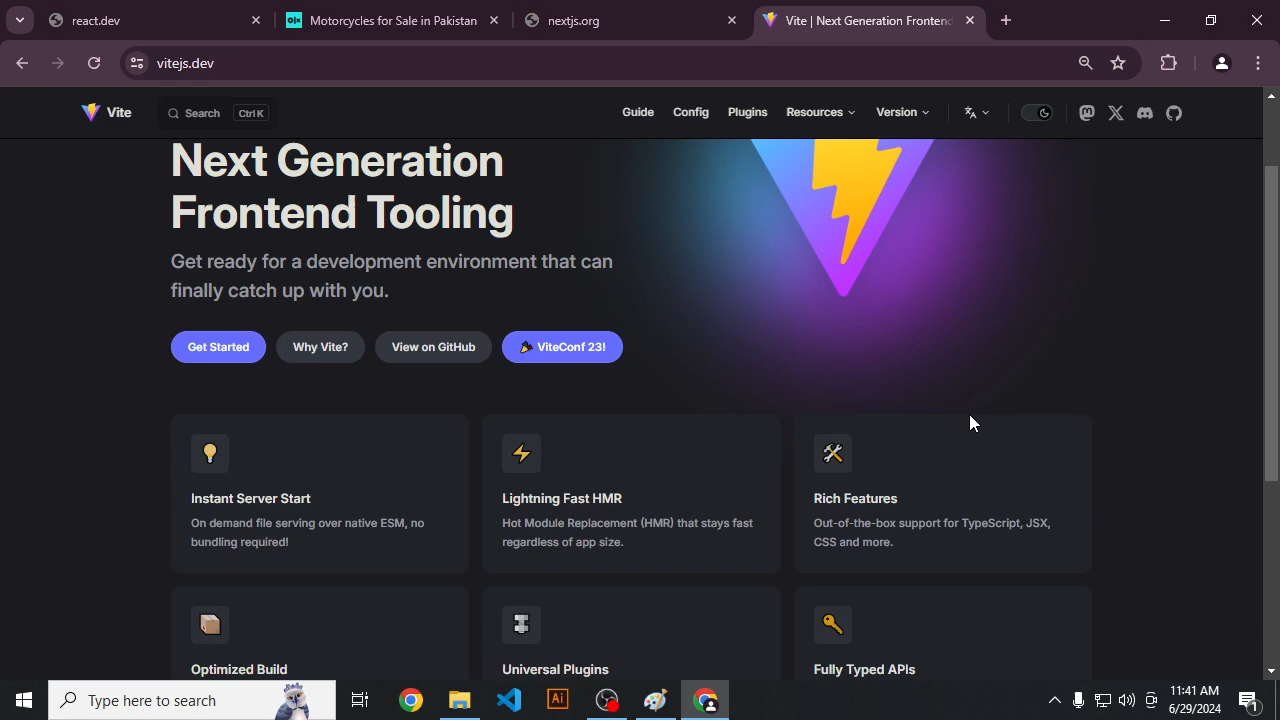 react.dev
Motorcycles for Sale in Pakistan
nextjs.org
Vite | Next Generation Frontend
vitejs.dev
Vite
Search
Ctrl K
Guide
Config
Plugins
Resources
Version
Next Generation
Frontend Tooling
Get ready for a development environment that can
finally catch up with you.
Get Started
Why Vite?
View on GitHub
🎉 ViteConf 23!
Instant Server Start
On demand file serving over native ESM, no
bundling required!
Lightning Fast HMR
Hot Module Replacement (HMR) that stays fast
regardless of app size.
Rich Features
Out-of-the-box support for TypeScript, JSX,
CSS and more.
Optimized Build
Universal Plugins
Fully Typed APIs
Type here to search
Ai
11:41 AM
6/29/2024
1